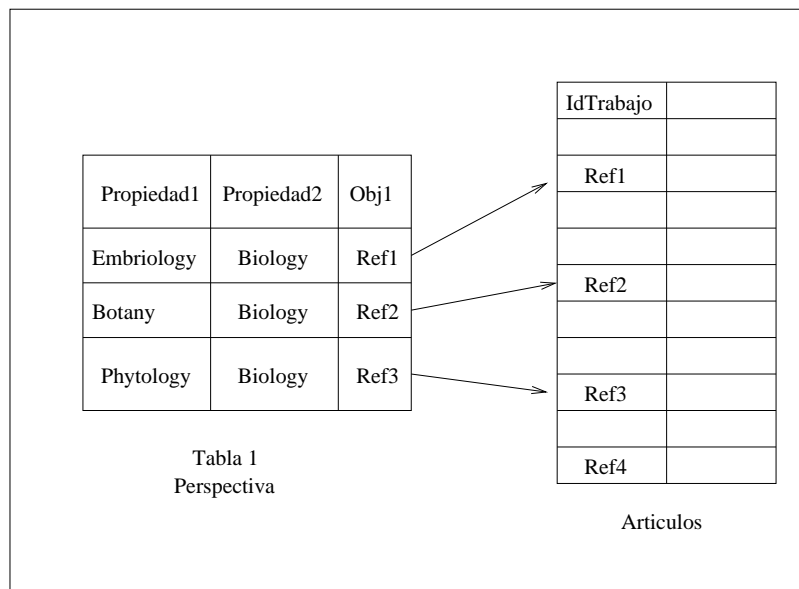 Propiedad1 Propiedad2 Obj1
Embriology Biology Ref1
Botany Biology Ref2
Phytology Biology Ref3
Tabla 1
Perspectiva
IdTrabajo
Ref1
Ref2
Ref3
Ref4
Articulos